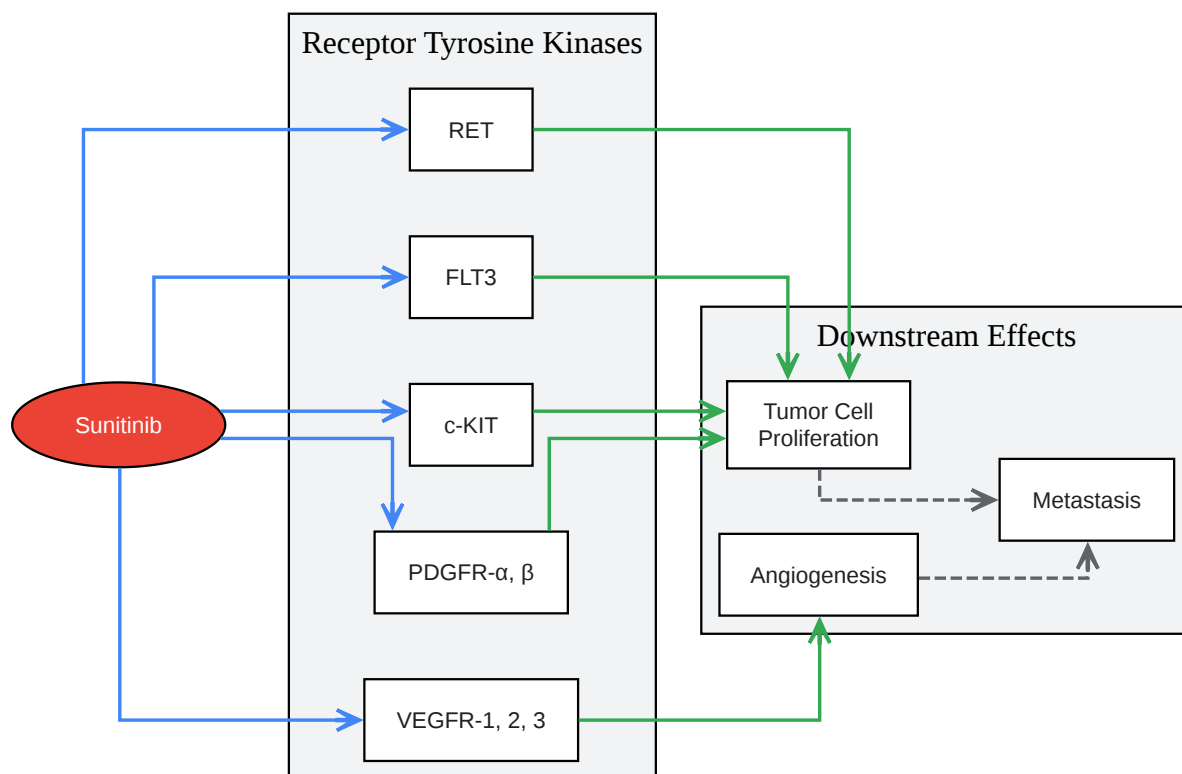 Receptor Tyrosine Kinases
RET
FLT3
Downstream Effects
Sunitinib
c-KIT
Tumor Cell
Proliferation
Metastasis
PDGFR-α, β
Angiogenesis
VEGFR-1, 2, 3